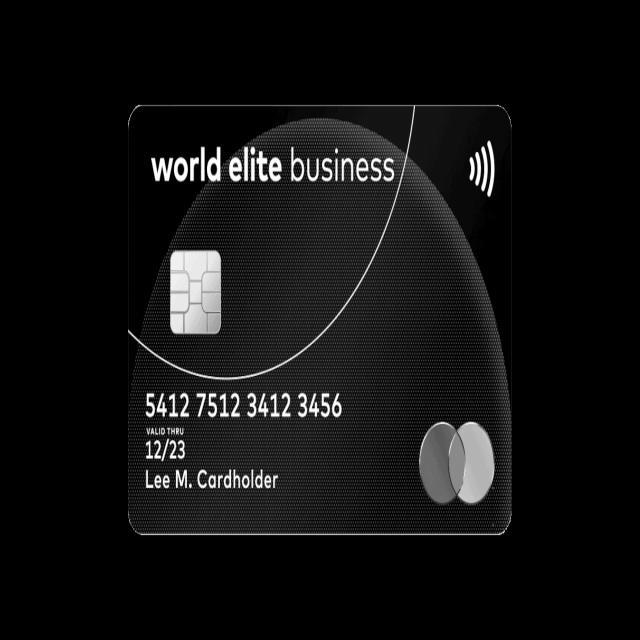 world elite business
5412 7512 3412 3456
VALID THRU
12/23
Lee M. Cardholder